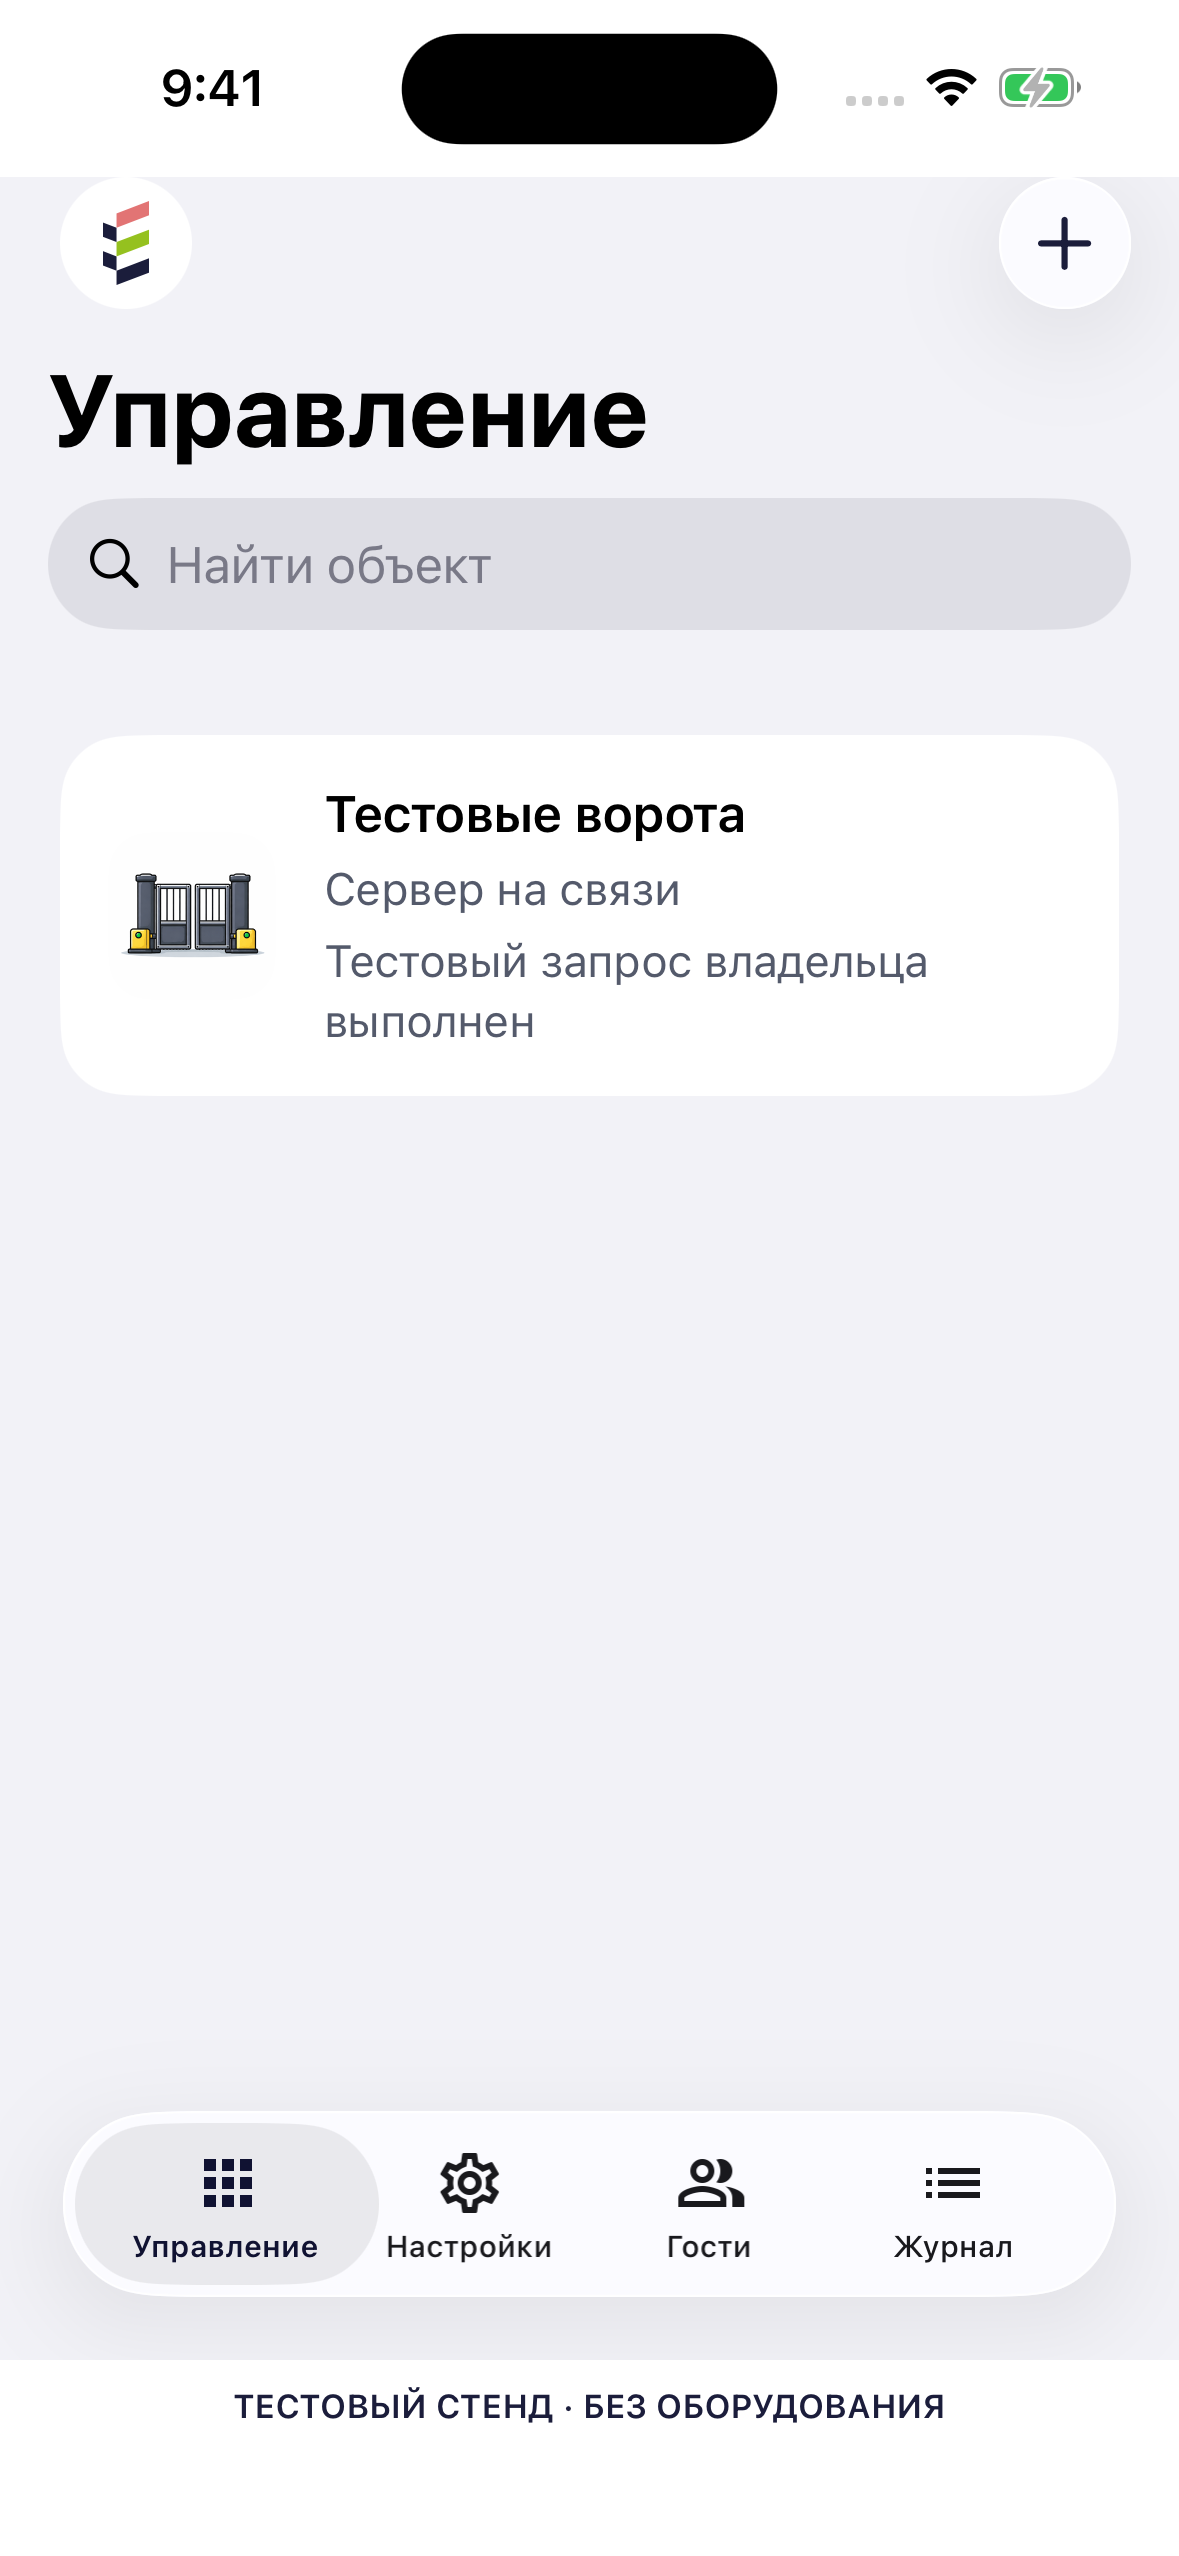 9:41
Управление
Найти объект
Тестовые ворота
Сервер на связи
Тестовый запрос владельца
выполнен
Управление
Настройки
Гости
Журнал
ТЕСТОВЫЙ СТЕНД · БЕЗ ОБОРУДОВАНИЯ